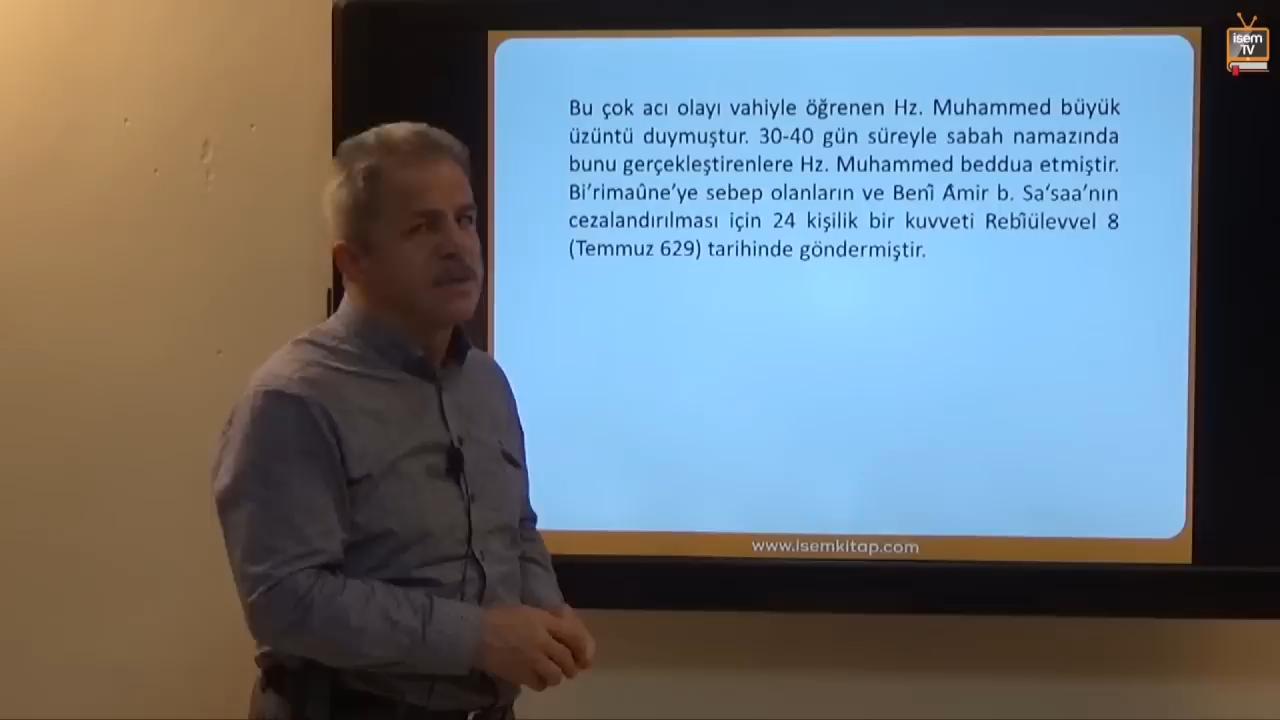 isem
TV
Bu çok acı olayı vahiyle öğrenen Hz. Muhammed büyük
üzüntü duymuştur. 30-40 gün süreyle sabah namazında
bunu gerçekleştirenlere Hz. Muhammed beddua etmiştir.
Bi’rimaûne’ye sebep olanların ve Benî Âmir b. Sa‘saa’nın
cezalandırılması için 24 kişilik bir kuvveti Rebîülevvel 8
(Temmuz 629) tarihinde göndermiştir.
www.isemkitap.com